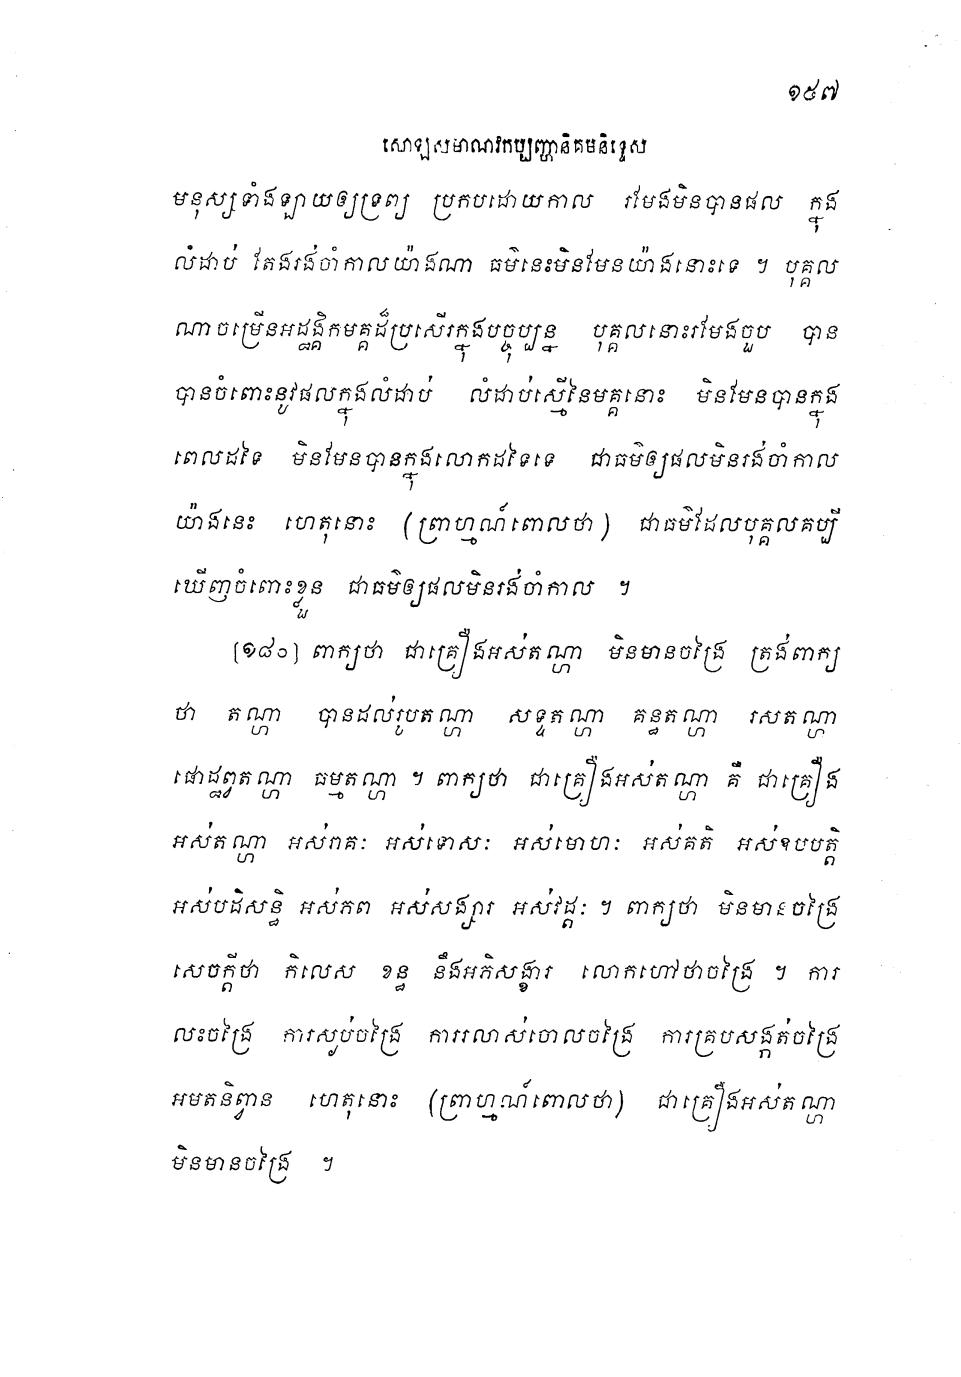 ១៥៧
សោឡសមាណវកប្បញ្ហានិគមនិទ្ទេស
មនុស្សទាំងឡាយឲ្យទ្រព្យ ប្រកបដោយកាល រមែងមិនបានផល ក្នុង
លំដាប់ តែងរង់ចាំកាលយ៉ាងណា ធម៌នេះមិនមែនយ៉ាងនោះទេ ។ បុគ្គល
ណាចម្រើនអដ្ឋង្គិកមគ្គដ៏ប្រសើរក្នុងបច្ចុប្បន្ន បុគ្គលនោះរមែងចួប បាន
បានចំពោះនូវផលក្នុងលំដាប់ លំដាប់ស្មើនៃមគ្គនោះ មិនមែនបានក្នុង
ពេលដទៃ មិនមែនបានក្នុងលោកដទៃទេ ជាធម៌ឲ្យផលមិនរង់ចាំកាល
យ៉ាងនេះ ហេតុនោះ (ព្រាហ្មណ៍ពោលថា) ជាធម៌ដែលបុគ្គលគប្បី
ឃើញចំពោះខ្លួន ជាធម៌ឲ្យផលមិនរង់ចាំកាល ។
[១៨០] ពាក្យថា ជាគ្រឿងអស់តណ្ហា មិនមានចង្រៃ ត្រង់ពាក្យ
ថា តណ្ហា បានដល់រូបតណ្ហា សទ្ទតណ្ហា គន្ធតណ្ហា រសតណ្ហា
ផោដ្ឋព្វតណ្ហា ធម្មតណ្ហា ។ ពាក្យថា ជាគ្រឿងអស់តណ្ហា គឺ ជាគ្រឿង
អស់តណ្ហា អស់រាគៈ អស់ទោសៈ អស់មោហៈ អស់គតិ អស់ឧបបត្តិ
អស់បដិសន្ធិ អស់ភព អស់សង្សារ អស់វដ្តៈ ។ ពាក្យថា មិនមានចង្រៃ
សេចក្តីថា កិលេស ខន្ធ នឹងអភិសង្ខារ លោកហៅថាចង្រៃ ។ ការ
លះចង្រៃ ការស្ងប់ចង្រៃ ការរលាស់ចោលចង្រៃ ការគ្របសង្កត់ចង្រៃ
អមតនិព្វាន ហេតុនោះ (ព្រាហ្មណ៍ពោលថា) ជាគ្រឿងអស់តណ្ហា
មិនមានចង្រៃ ។